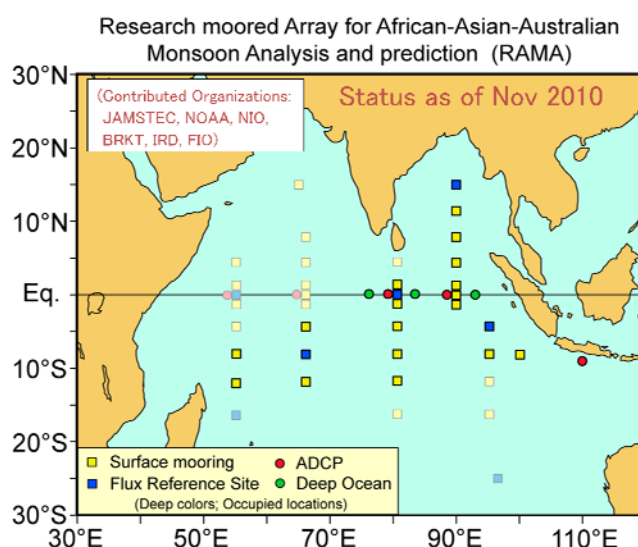 Research moored Array for African-Asian-Australian
Monsoon Analysis and prediction (RAMA)
30°N
(Contributed Organizations:
JAMSTEC, NOAA, NIO,
BRKT, IRD, FIO)
Status as of Nov 2010
20°N
10°N
Eq.
10°S
20°S
Surface mooring
ADCP
Flux Reference Site
Deep Ocean
(Deep colors; Occupied locations)
30°S
30°E
50°E
70°E
90°E
110°E